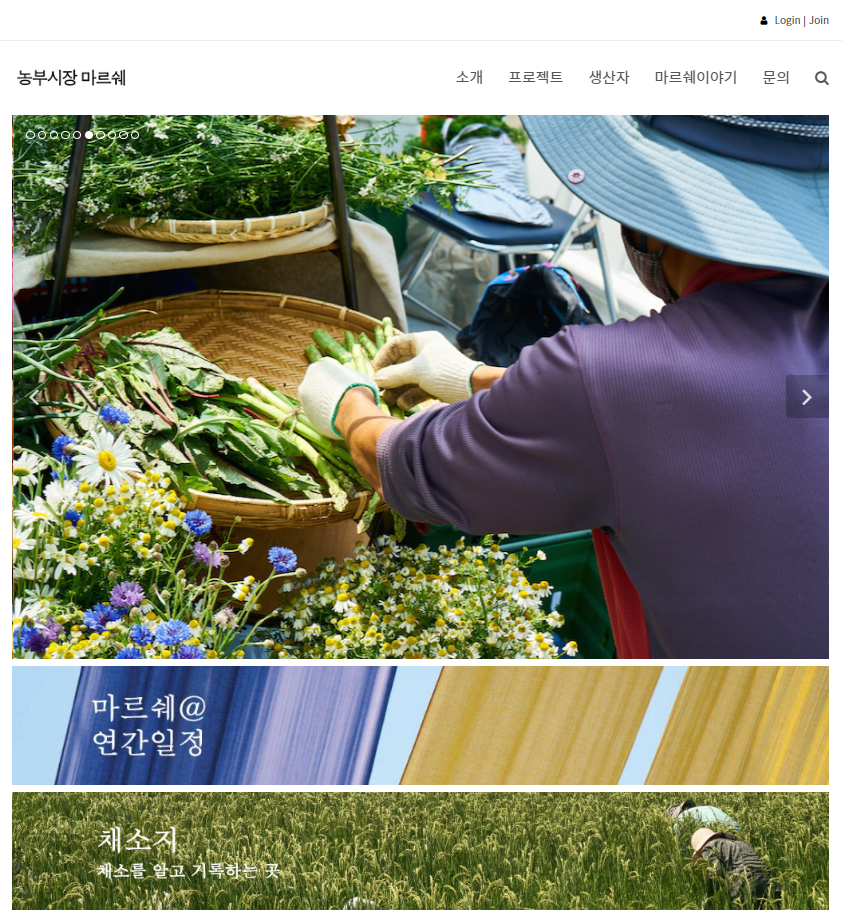 Login | Join
농부시장 마르쉐
소개 프로젝트 생산자 마르쉐이야기 문의
마르쉐@
연간일정
채소지
채소를 알고 기록하는 곳